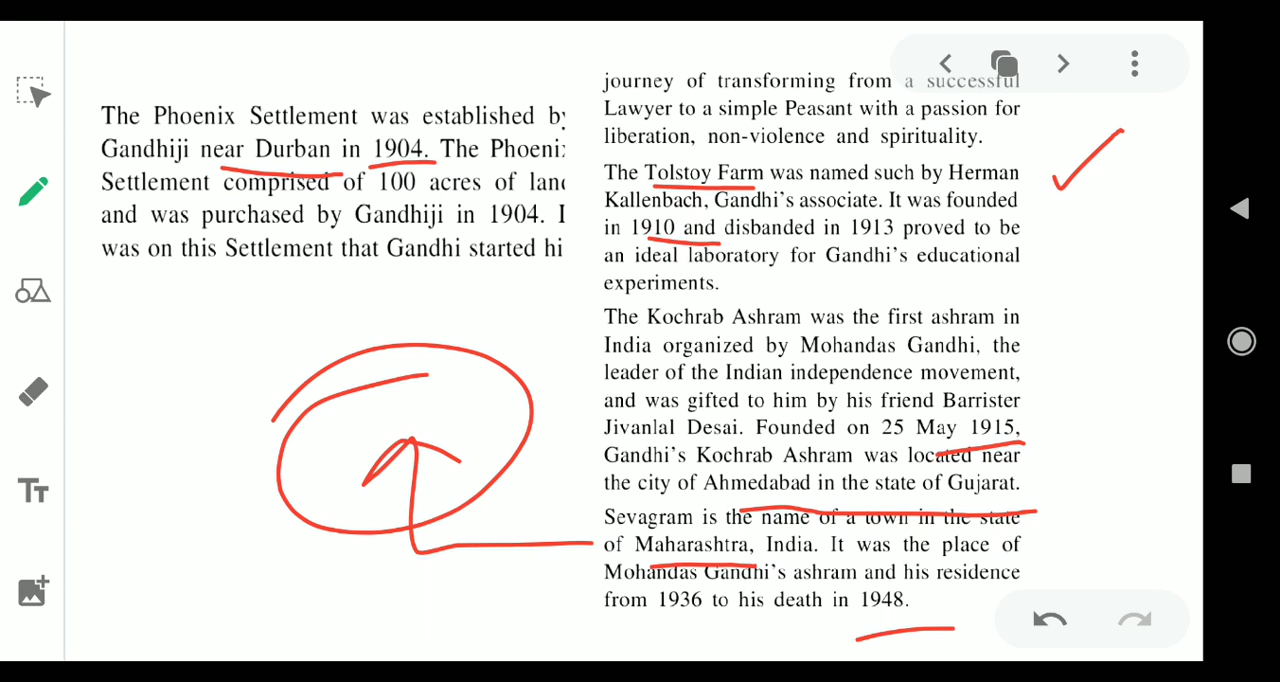 The Phoenix Settlement was established by
Gandhiji near Durban in 1904. The
Settlement comprised of 100 acres of
and was purchased by Gandhiji in 1904.
was on this Settlement that Gandhi started
journey of transforming from a successful
Lawyer to a simple Peasant with a passion for
liberation, non-violence and spirituality.
The Tolstoy Farm was named such by Herman
Kallenbach, Gandhi's associate. It was founded
in 1910 and disbanded in 1913 proved to be
an ideal laboratory for Gandhi's educational
experiments.
The Kochrab Ashram was the first ashram in
India organized by Mohandas Gandhi, the
leader of the Indian independence movement,
and was gifted to him by his friend Barrister
Jivanlal Desai. Founded on 25 May 1915,
Gandhi's Kochrab Ashram was located near
the city of Ahmedabad in the state of Gujarat.
Sevagram is the name of a town in the state
of Maharashtra, India. It was the place of
Mohandas Gandhi's ashram and his residence
from 1936 to his death in 1948.